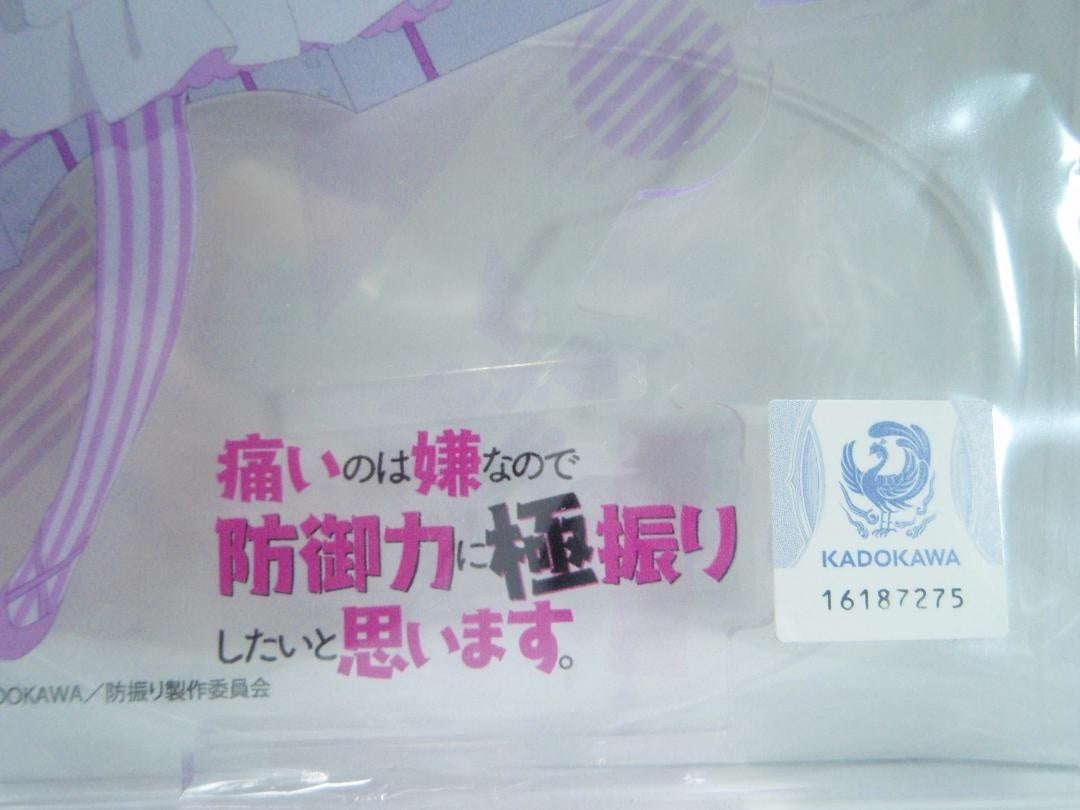 痛いのは嫌なので
防御力に極振り
したいと思います。
DOKAWA／防振り製作委員会
KADOKAWA
16187275